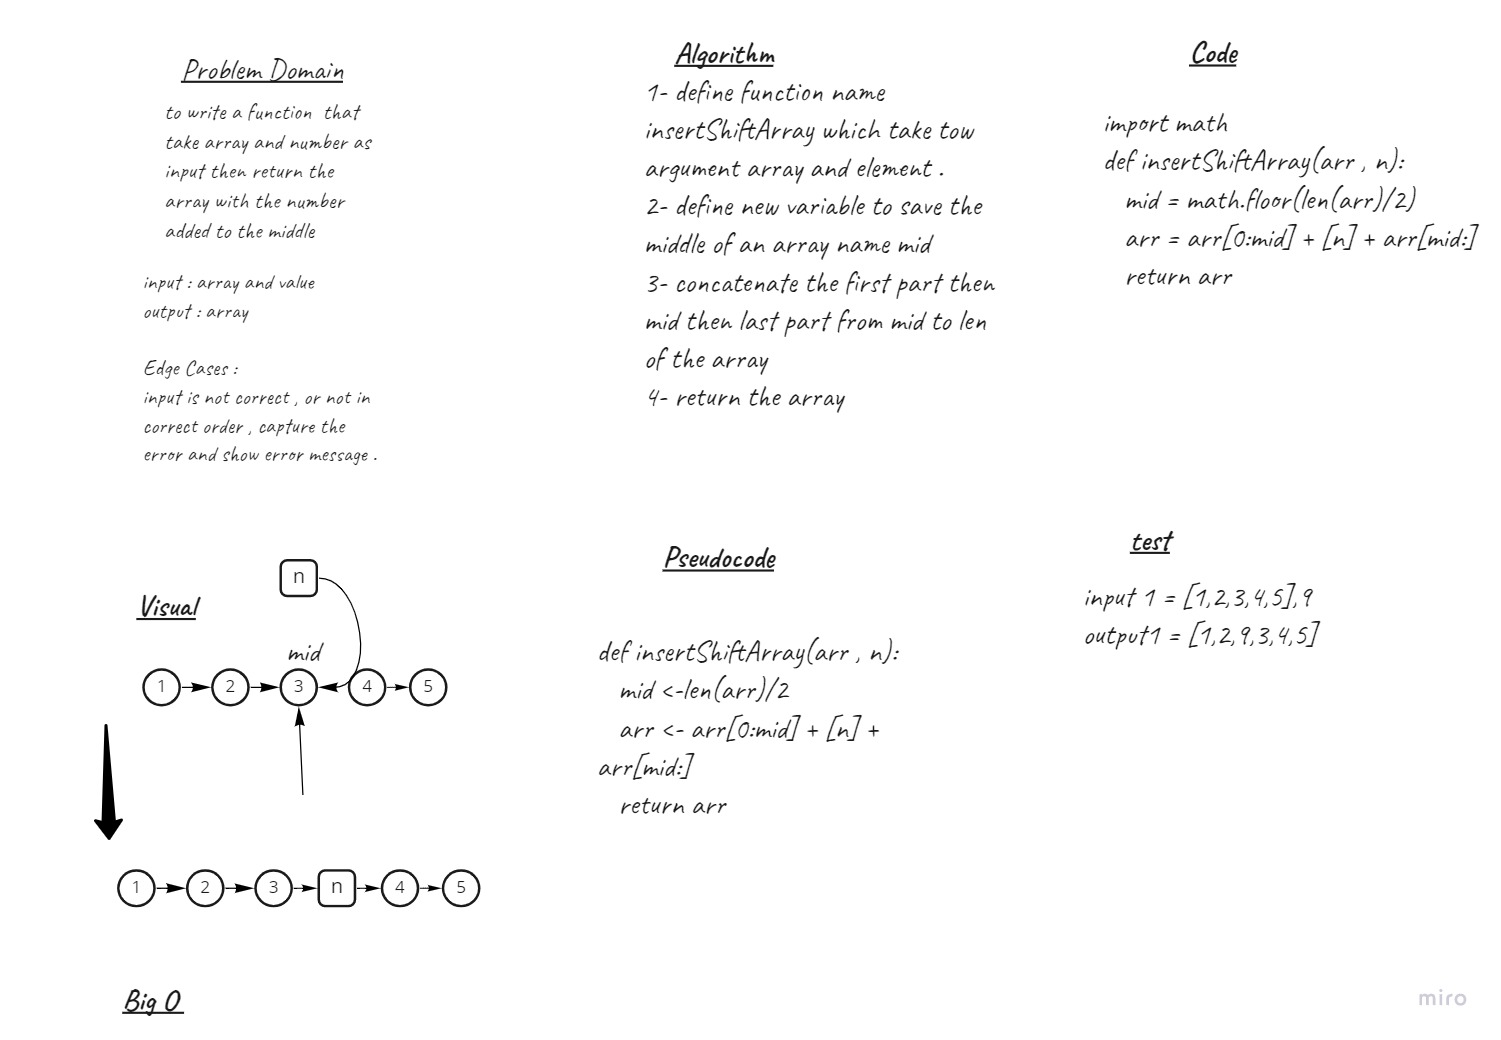 Problem Domain
to write a function that
take array and number as
input then return the
array with the number
added to the middle
input : array and value
output : array
Edge Cases :
input is not correct , or not in
correct order , capture the
error and show error message .
Algorithm
1- define function name
insertShiftArray which take tow
argument array and element .
2- define new variable to save the
middle of an array name mid
3- concatenate the first part then
mid then last part from mid to len
of the array
4- return the array
Code
import math
def insertShiftArray(arr , n):
mid = math.floor(len(arr)/2)
arr = arr[0:mid] + [n] + arr[mid:]
return arr
Visual
n
mid
1 2 3 4 5
1 2 3 n 4 5
Big O
Pseudocode
def insertShiftArray(arr , n):
mid <-len(arr)/2
arr <- arr[0:mid] + [n] +
arr[mid:]
return arr
test
input 1 = [1,2,3,4,5],9
output1 = [1,2,9,3,4,5]
miro